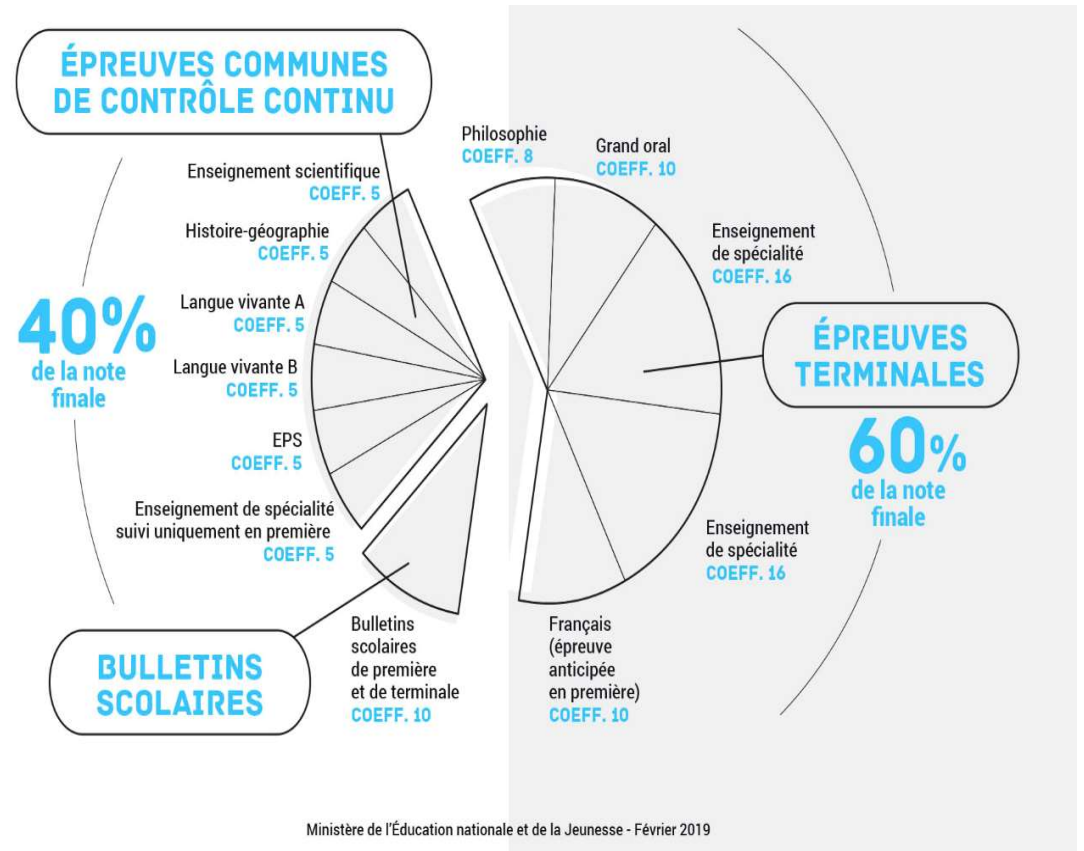 ÉPREUVES COMMUNES
DE CONTRÔLE CONTINU
Enseignement scientifique
COEFF. 5
Histoire-géographie
COEFF. 5
Langue vivante A
COEFF. 5
Langue vivante B
COEFF. 5
EPS
COEFF. 5
Enseignement de spécialité
suivi uniquement en première
COEFF. 5
40%
de la note
finale
BULLETINS
SCOLAIRES
Bulletins
scolaires
de première
et de terminale
COEFF. 10
Philosophie
COEFF. 8
Grand oral
COEFF. 10
Enseignement
de spécialité
COEFF. 16
ÉPREUVES
TERMINALES
60%
de la note
finale
Enseignement
de spécialité
COEFF. 16
Français
(épreuve
anticipée
en première)
COEFF. 10
Ministère de l'Éducation nationale et de la Jeunesse - Février 2019